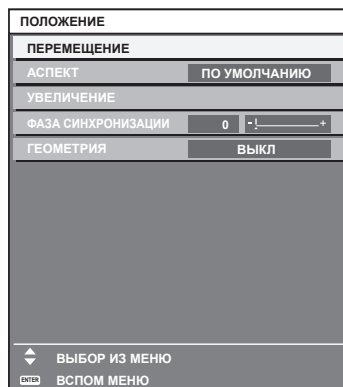 ПОЛОЖЕНИЕ
ПЕРЕМЕЩЕНИЕ
АСПЕКТ ПО УМОЛЧАНИЮ
УВЕЛИЧЕНИЕ
ФАЗА СИНХРОНИЗАЦИИ 0 - +
ГЕОМЕТРИЯ ВЫКЛ
ВЫБОР ИЗ МЕНЮ
ENTER ВСПОМ МЕНЮ